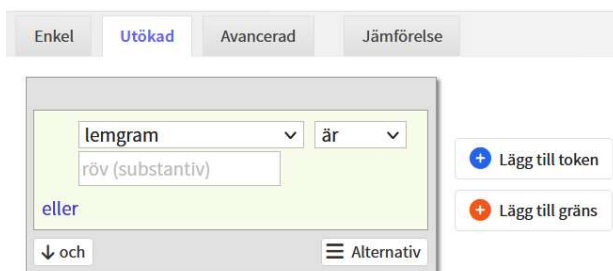 Enkel Utökad Avancerad Jämförelse
lemgram är
röv (substantiv)
eller
och Alternativ
Lägg till token
Lägg till gräns